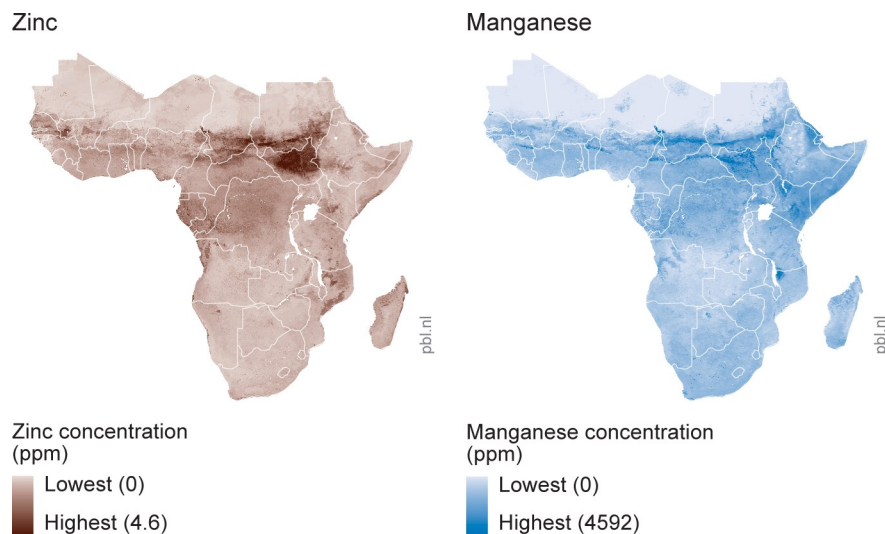 Zinc
Manganese
pbl.nl
pbl.nl
Zinc concentration
(ppm)
Lowest (0)
Highest (4.6)
Manganese concentration
(ppm)
Lowest (0)
Highest (4592)